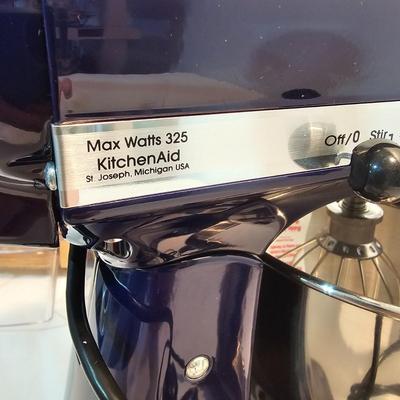 Max Watts 325
KitchenAid
St. Joseph, Michigan USA
Off/0 Stir